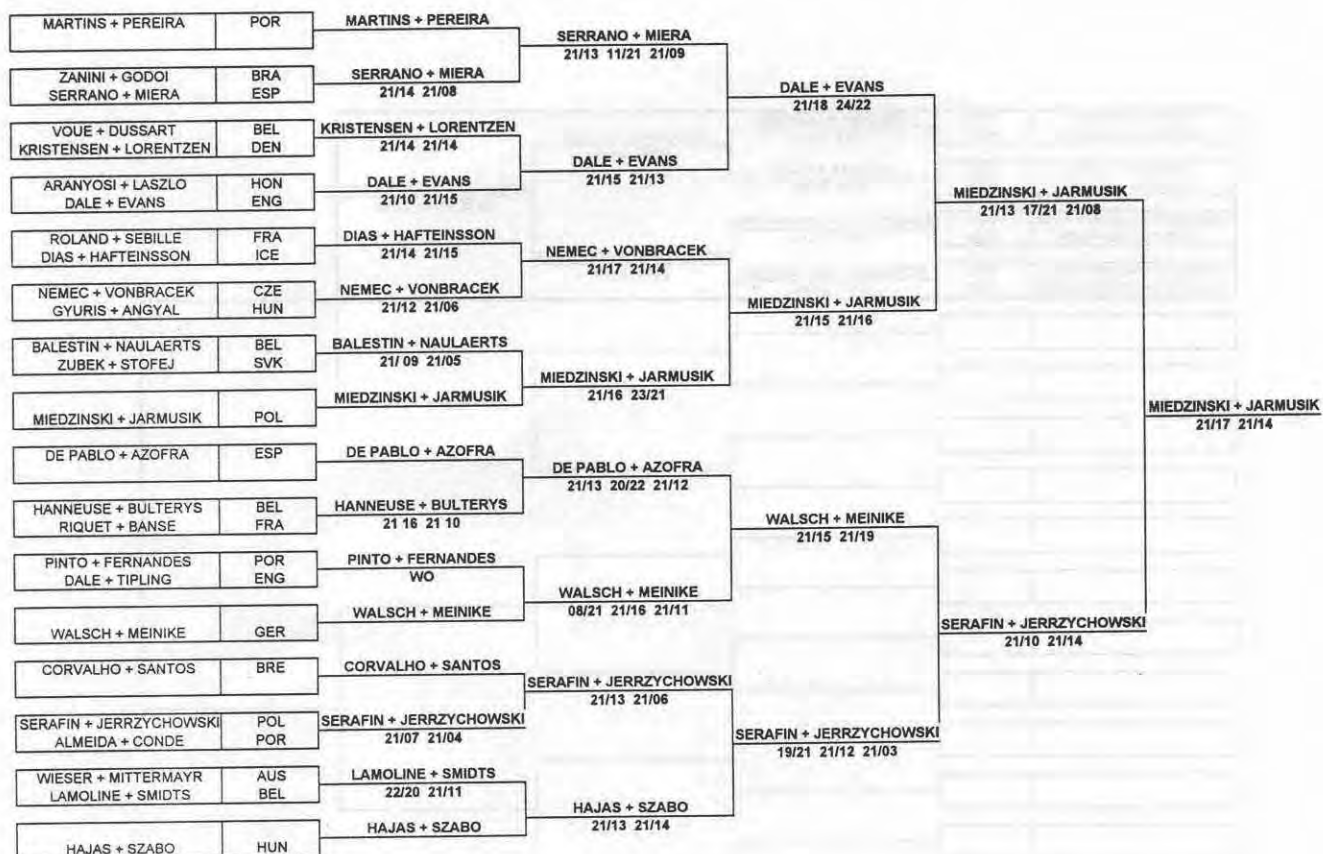 MARTINS + PEREIRA POR
ZANINI + GODOI BRA
SERRANO + MIERA ESP
VOUE + DUSSART BEL
KRISTENSEN + LORENTZEN DEN
ARANYOSI + LASZLO HON
DALE + EVANS ENG
ROLAND + SEBILLE FRA
DIAS + HAFTEINSSON ICE
NEMEC + VONBRACEK CZE
GYURIS + ANGYAL HUN
BALESTIN + NAULAERTS BEL
ZUBEK + STOFEJ SVK
MIEDZINSKI + JARMUSIK POL
DE PABLO + AZOFRA ESP
HANNEUSE + BULTERYS BEL
RIQUET + BANSE FRA
PINTO + FERNANDES POR
DALE + TIPLING ENG
WALSCH + MEINIKE GER
CORVALHO + SANTOS BRE
SERAFIN + JERRZYCHOWSKI POL
ALMEIDA + CONDE POR
WIESER + MITTERMAYR AUS
LAMOLINE + SMIDTS BEL
HAJAS + SZABO HUN
MARTINS + PEREIRA
SERRANO + MIERA
21/14 21/08
KRISTENSEN + LORENTZEN
21/14 21/14
DALE + EVANS
21/10 21/15
DIAS + HAFTEINSSON
21/14 21/15
NEMEC + VONBRACEK
21/12 21/06
BALESTIN + NAULAERTS
21/ 09 21/05
MIEDZINSKI + JARMUSIK
DE PABLO + AZOFRA
HANNEUSE + BULTERYS
21 16 21 10
PINTO + FERNANDES
WO
WALSCH + MEINIKE
CORVALHO + SANTOS
SERAFIN + JERRZYCHOWSKI
21/07 21/04
LAMOLINE + SMIDTS
22/20 21/11
HAJAS + SZABO
SERRANO + MIERA
21/13 11/21 21/09
DALE + EVANS
21/15 21/13
NEMEC + VONBRACEK
21/17 21/14
MIEDZINSKI + JARMUSIK
21/16 23/21
DE PABLO + AZOFRA
21/13 20/22 21/12
WALSCH + MEINIKE
08/21 21/16 21/11
SERAFIN + JERRZYCHOWSKI
21/13 21/06
HAJAS + SZABO
21/13 21/14
DALE + EVANS
21/18 24/22
MIEDZINSKI + JARMUSIK
21/15 21/16
WALSCH + MEINIKE
21/15 21/19
SERAFIN + JERRZYCHOWSKI
19/21 21/12 21/03
MIEDZINSKI + JARMUSIK
21/13 17/21 21/08
SERAFIN + JERRZYCHOWSKI
21/10 21/14
MIEDZINSKI + JARMUSIK
21/17 21/14